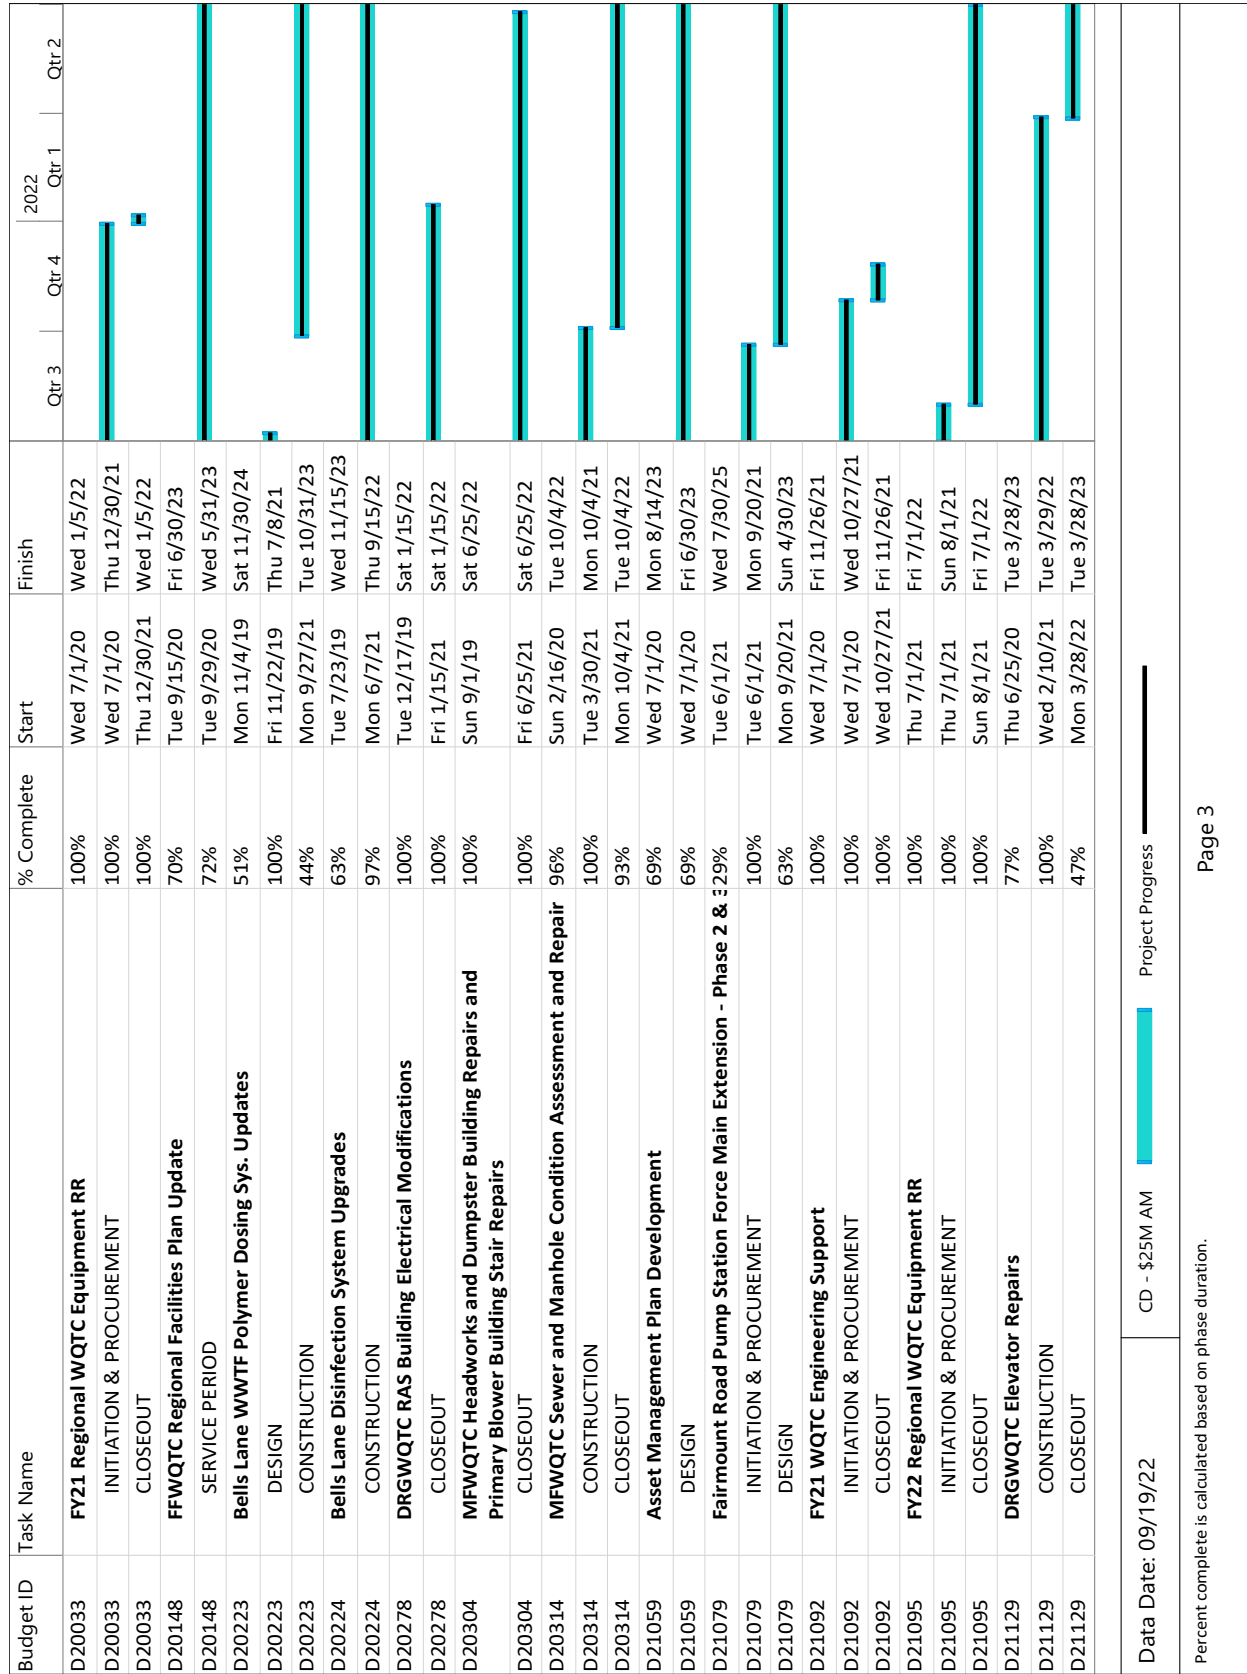 Budget ID Task Name % Complete Start Finish 2022
Qtr 3 Qtr 4 Qtr 1 Qtr 2
D20033 FY21 Regional WQTC Equipment RR 100% Wed 7/1/20 Wed 1/5/22
D20033 INITIATION & PROCUREMENT 100% Wed 7/1/20 Thu 12/30/21
D20033 CLOSEOUT 100% Thu 12/30/21 Wed 1/5/22
D20148 FFWQTC Regional Facilities Plan Update 70% Tue 9/15/20 Fri 6/30/23
D20148 SERVICE PERIOD 72% Tue 9/29/20 Wed 5/31/23
D20223 Bells Lane WWTF Polymer Dosing Sys. Updates 51% Mon 11/4/19 Sat 11/30/24
D20223 DESIGN 100% Fri 11/22/19 Thu 7/8/21
D20223 CONSTRUCTION 44% Mon 9/27/21 Tue 10/31/23
D20224 Bells Lane Disinfection System Upgrades 63% Tue 7/23/19 Wed 11/15/23
D20224 CONSTRUCTION 97% Mon 6/7/21 Thu 9/15/22
D20278 DRGWQTC RAS Building Electrical Modifications 100% Tue 12/17/19 Sat 1/15/22
D20278 CLOSEOUT 100% Fri 1/15/21 Sat 1/15/22
D20304 MFWQTC Headworks and Dumpster Building Repairs and 100% Sun 9/1/19 Sat 6/25/22
Primary Blower Building Stair Repairs
D20304 CLOSEOUT 100% Fri 6/25/21 Sat 6/25/22
D20314 MFWQTC Sewer and Manhole Condition Assessment and Repair 96% Sun 2/16/20 Tue 10/4/22
D20314 CONSTRUCTION 100% Tue 3/30/21 Mon 10/4/21
D20314 CLOSEOUT 93% Mon 10/4/21 Tue 10/4/22
D21059 Asset Management Plan Development 69% Wed 7/1/20 Mon 8/14/23
D21059 DESIGN 69% Wed 7/1/20 Fri 6/30/23
D21079 Fairmount Road Pump Station Force Main Extension - Phase 2 & 3 29% Tue 6/1/21 Wed 7/30/25
D21079 INITIATION & PROCUREMENT 100% Tue 6/1/21 Mon 9/20/21
D21079 DESIGN 63% Mon 9/20/21 Sun 4/30/23
D21092 FY21 WQTC Engineering Support 100% Wed 7/1/20 Fri 11/26/21
D21092 INITIATION & PROCUREMENT 100% Wed 7/1/20 Wed 10/27/21
D21092 CLOSEOUT 100% Wed 10/27/21 Fri 11/26/21
D21095 FY22 Regional WQTC Equipment RR 100% Thu 7/1/21 Fri 7/1/22
D21095 INITIATION & PROCUREMENT 100% Thu 7/1/21 Sun 8/1/21
D21095 CLOSEOUT 100% Sun 8/1/21 Fri 7/1/22
D21129 DRGWQTC Elevator Repairs 77% Thu 6/25/20 Tue 3/28/23
D21129 CONSTRUCTION 100% Wed 2/10/21 Tue 3/29/22
D21129 CLOSEOUT 47% Mon 3/28/22 Tue 3/28/23
Data Date: 09/19/22 CD - $25M AM Project Progress
Percent complete is calculated based on phase duration.
Page 3